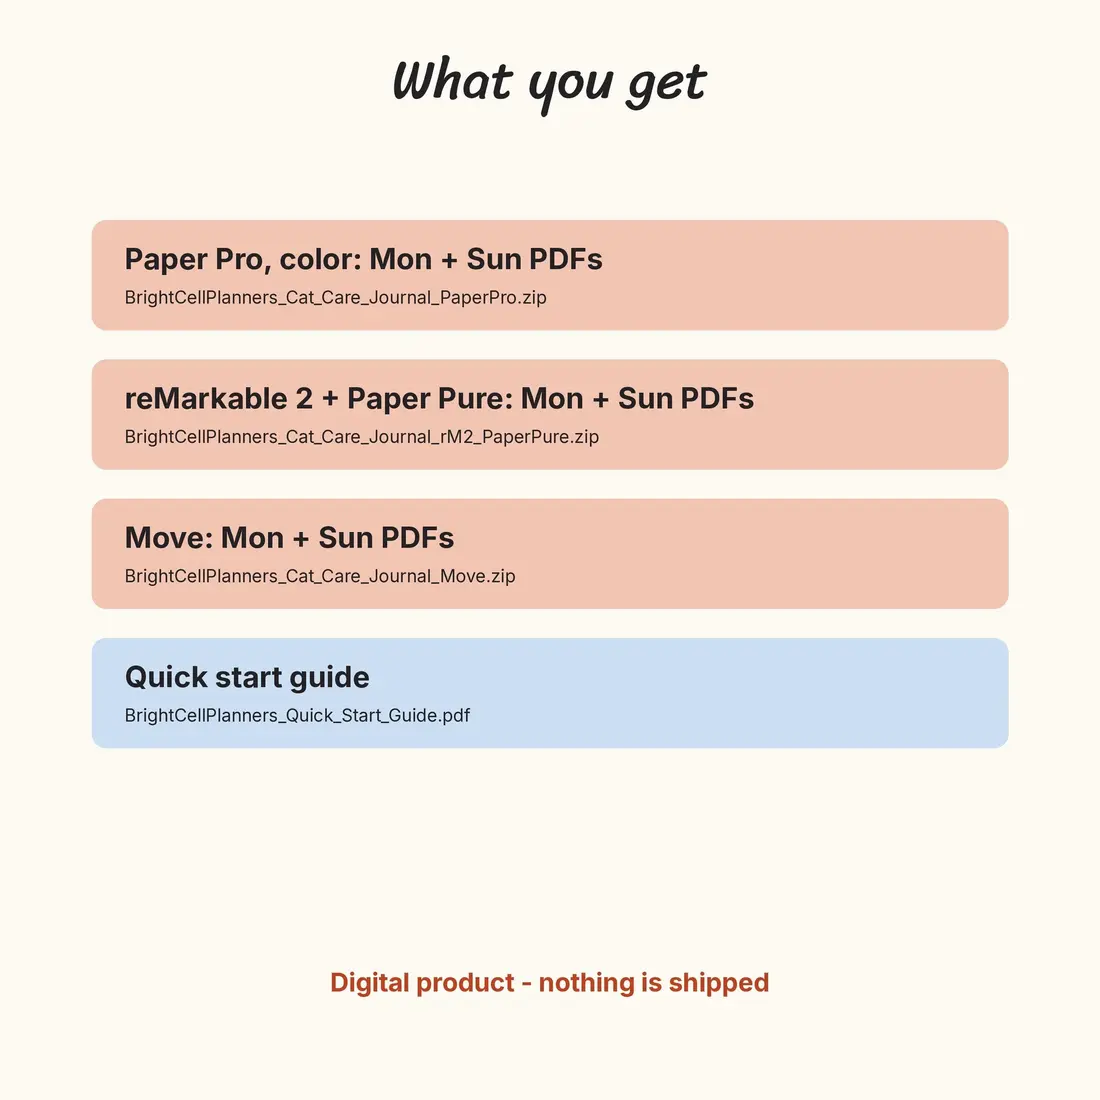 What you get
Paper Pro, color: Mon + Sun PDFs
BrightCellPlanners_Cat_Care_Journal_PaperPro.zip
reMarkable 2 + Paper Pure: Mon + Sun PDFs
BrightCellPlanners_Cat_Care_Journal_rM2_PaperPure.zip
Move: Mon + Sun PDFs
BrightCellPlanners_Cat_Care_Journal_Move.zip
Quick start guide
BrightCellPlanners_Quick_Start_Guide.pdf
Digital product - nothing is shipped